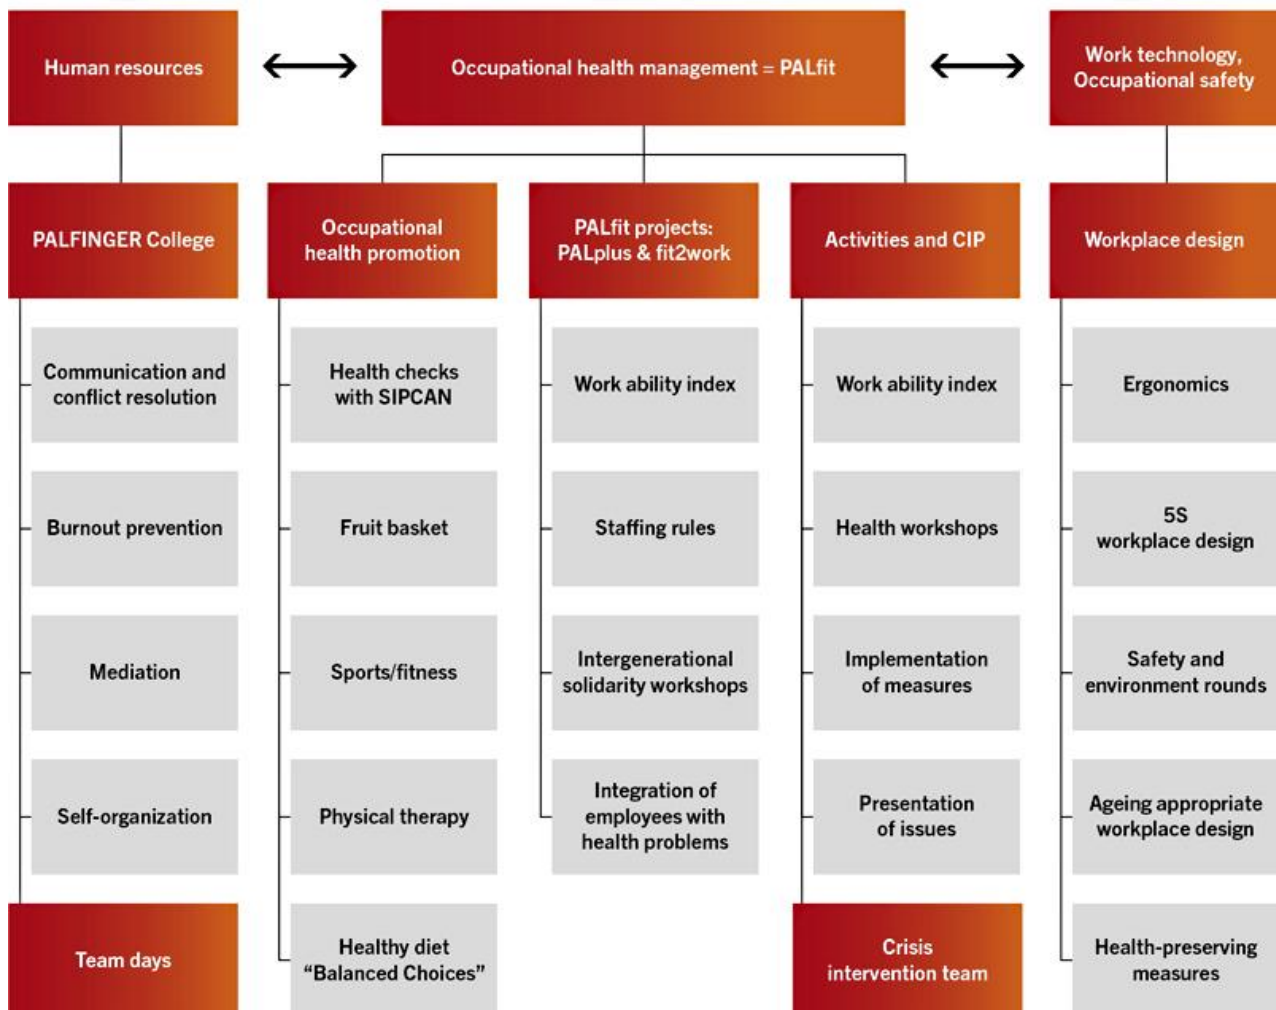 Human resources
Occupational health management = PALfit
Work technology,
Occupational safety
PALFINGER College
Occupational
health promotion
PALfit projects:
PALplus & fit2work
Activities and CIP
Workplace design
Communication and
conflict resolution
Health checks
with SIPCAN
Work ability index
Work ability index
Ergonomics
Burnout prevention
Fruit basket
Staffing rules
Health workshops
5S
workplace design
Mediation
Sports/fitness
Intergenerational
solidarity workshops
Implementation
of measures
Safety and
environment rounds
Self-organization
Physical therapy
Integration of
employees with
health problems
Presentation
of issues
Ageing appropriate
workplace design
Team days
Healthy diet
“Balanced Choices”
Crisis
intervention team
Health-preserving
measures